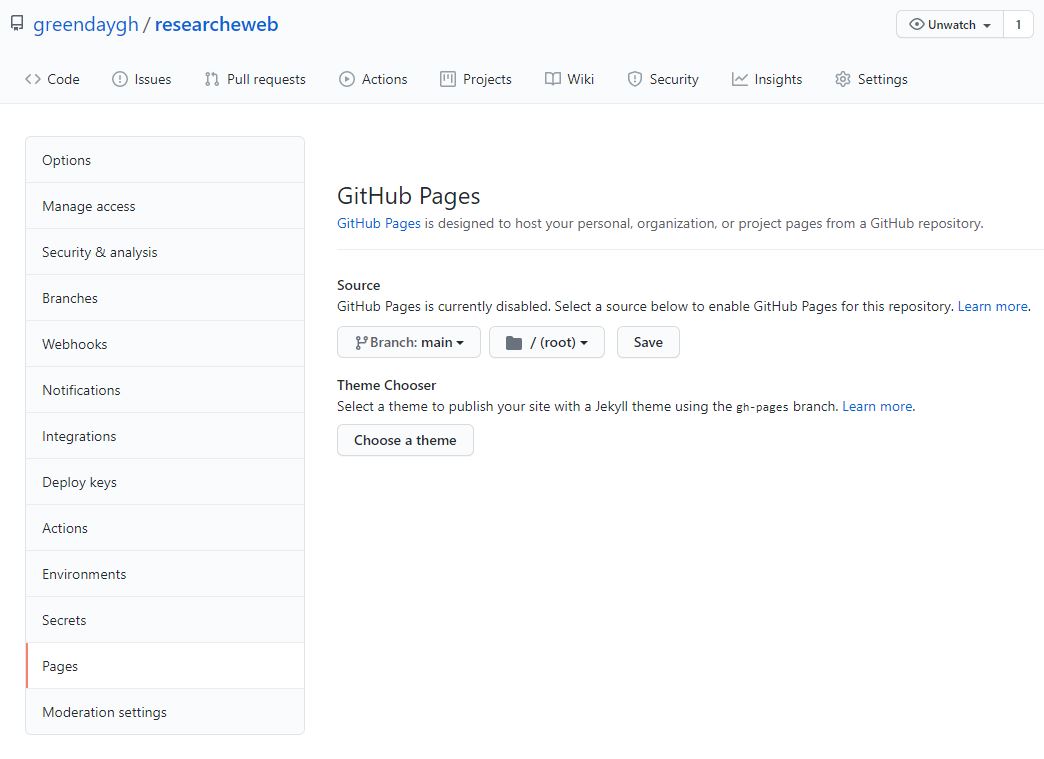 greendaygh / researcheweb
Unwatch 1
Code Issues Pull requests Actions Projects Wiki Security Insights Settings
Options
Manage access
Security & analysis
Branches
Webhooks
Notifications
Integrations
Deploy keys
Actions
Environments
Secrets
Pages
Moderation settings
GitHub Pages
GitHub Pages is designed to host your personal, organization, or project pages from a GitHub repository.
Source
GitHub Pages is currently disabled. Select a source below to enable GitHub Pages for this repository. Learn more.
Branch: main / (root) Save
Theme Chooser
Select a theme to publish your site with a Jekyll theme using the gh-pages branch. Learn more.
Choose a theme